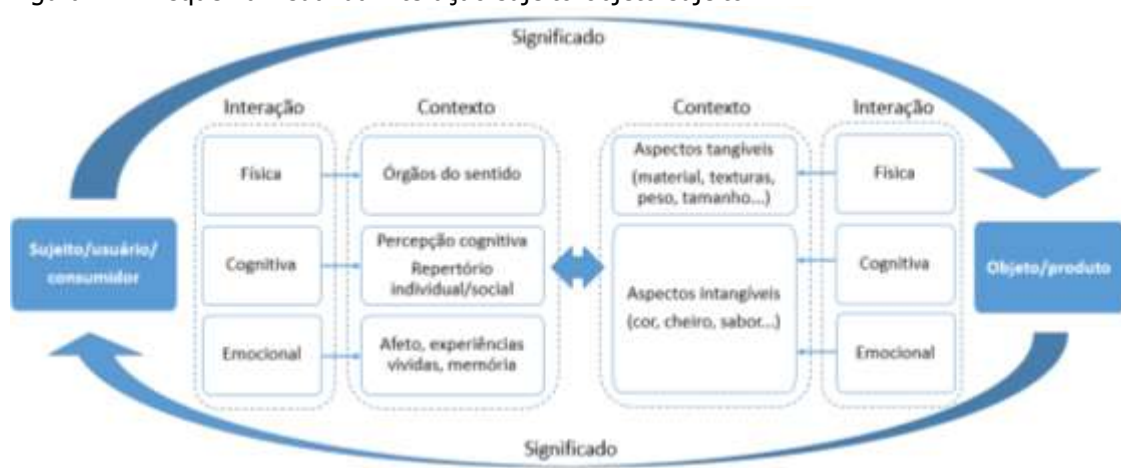 Significado
Interação
Contexto
Contexto
Interação
Física
Órgãos do sentido
Aspectos tangíveis
(material, texturas,
peso, tamanho...)
Física
Sujeito/usuário/
consumidor
Cognitiva
Percepção cognitiva
Repertório
individual/social
Aspectos intangíveis
(cor, cheiro, sabor...)
Cognitiva
Objeto/produto
Emocional
Afeto, experiências
vividas, memória
Emocional
Significado